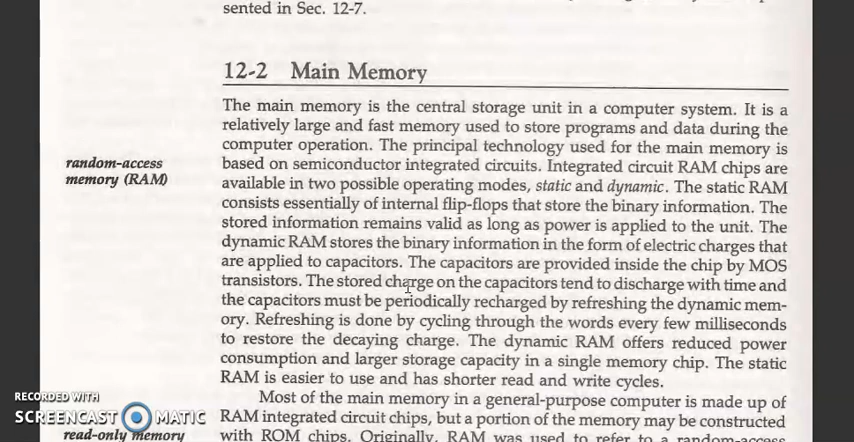 sented in Sec. 12-7.
12-2 Main Memory
The main memory is the central storage unit in a computer system. It is a
relatively large and fast memory used to store programs and data during the
computer operation. The principal technology used for the main memory is
random-access
memory (RAM)
based on semiconductor integrated circuits. Integrated circuit RAM chips are
available in two possible operating modes, static and dynamic. The static RAM
consists essentially of internal flip-flops that store the binary information. The
stored information remains valid as long as power is applied to the unit. The
dynamic RAM stores the binary information in the form of electric charges that
are applied to capacitors. The capacitors are provided inside the chip by MOS
transistors. The stored charge on the capacitors tend to discharge with time and
the capacitors must be periodically recharged by refreshing the dynamic mem-
ory. Refreshing is done by cycling through the words every few milliseconds
to restore the decaying charge. The dynamic RAM offers reduced power
consumption and larger storage capacity in a single memory chip. The static
RAM is easier to use and has shorter read and write cycles.
Most of the main memory in a general-purpose computer is made up of
RAM integrated circuit chips, but a portion of the memory may be constructed
read-only memory
with ROM chips. Originally, RAM was used to refer to a random-access
RECORDED WITH
SCREENCAST MATIC